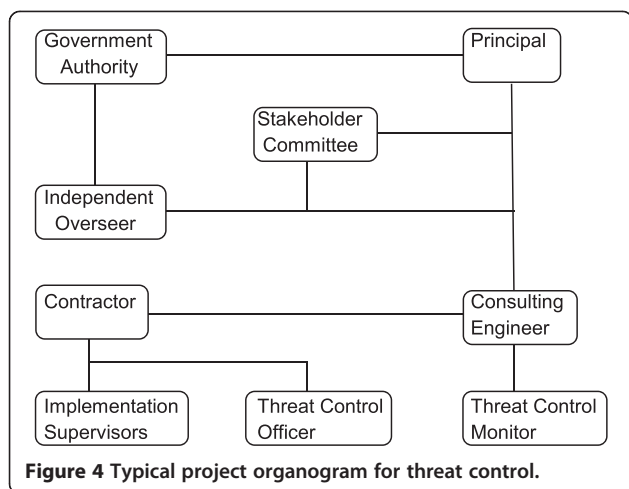 Government
Authority
Principal
Stakeholder
Committee
Independent
Overseer
Contractor
Consulting
Engineer
Implementation
Supervisors
Threat Control
Officer
Threat Control
Monitor
Figure 4 Typical project organogram for threat control.